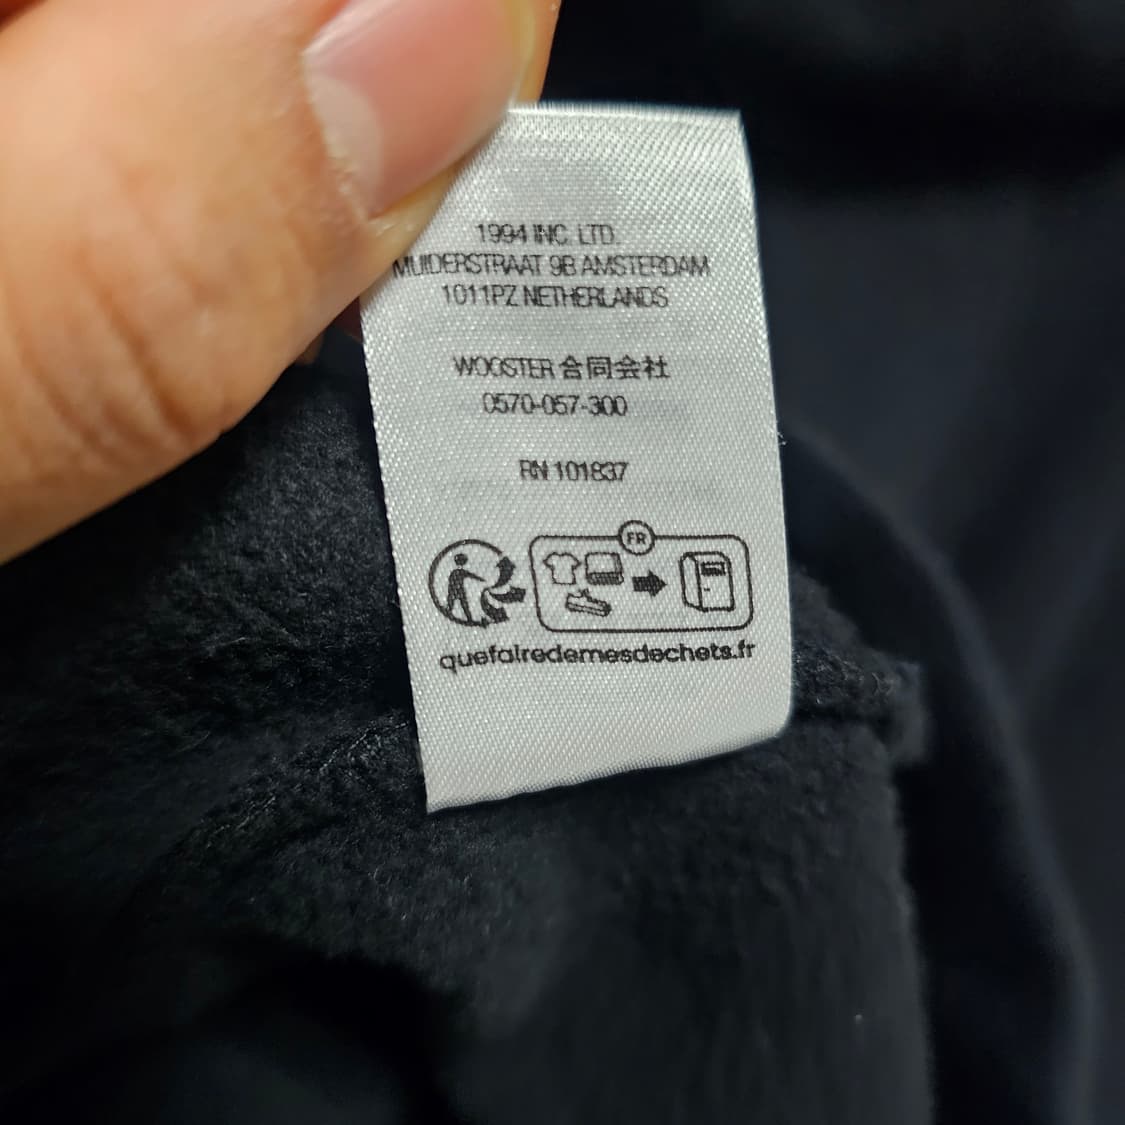 1994 INC. LTD.
MUIDERSTRAAT 9B AMSTERDAM
1011PZ NETHERLANDS
WOOSTER 合同会社
0570-057-300
RN 101837
FR
quefairedemesdechets.fr